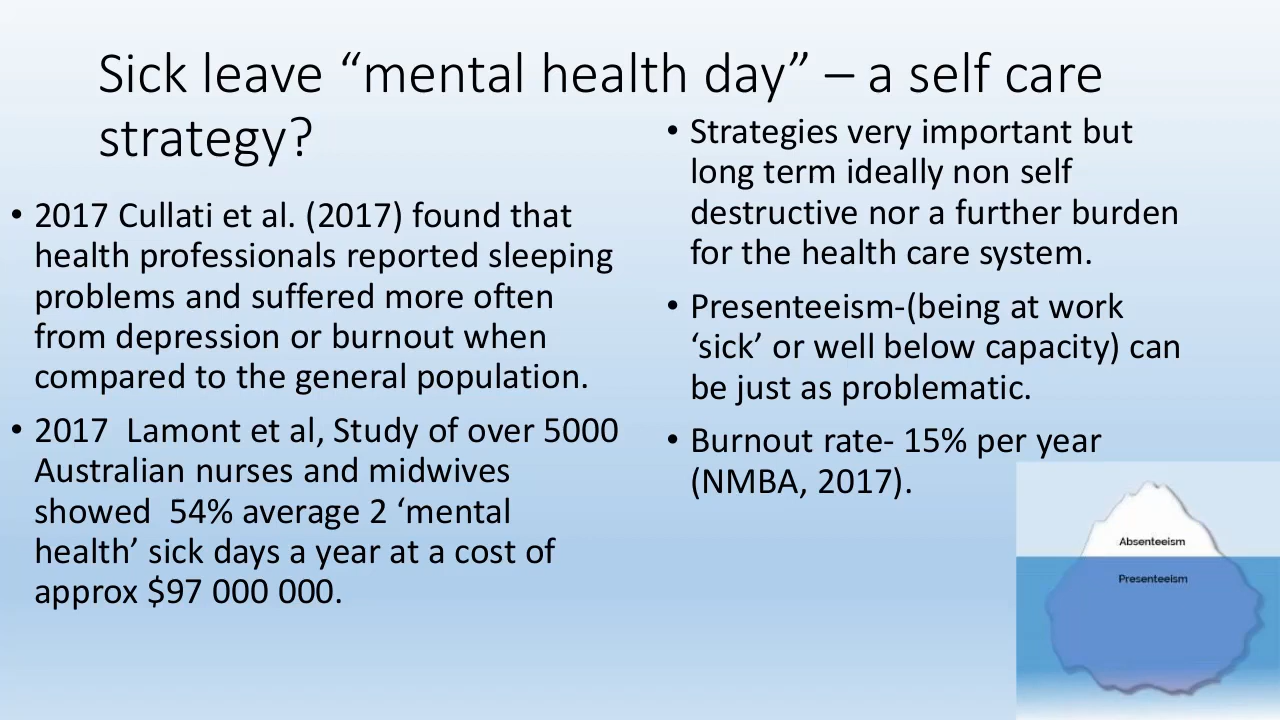 Sick leave “mental health day” – a self care
strategy?
• 2017 Cullati et al. (2017) found that
health professionals reported sleeping
problems and suffered more often
from depression or burnout when
compared to the general population.
• 2017  Lamont et al, Study of over 5000
Australian nurses and midwives
showed  54% average 2 ‘mental
health’ sick days a year at a cost of
approx $97 000 000.
• Strategies very important but
long term ideally non self
destructive nor a further burden
for the health care system.
• Presenteeism-(being at work
‘sick’ or well below capacity) can
be just as problematic.
• Burnout rate- 15% per year
(NMBA, 2017).
Absenteeism
Presenteeism